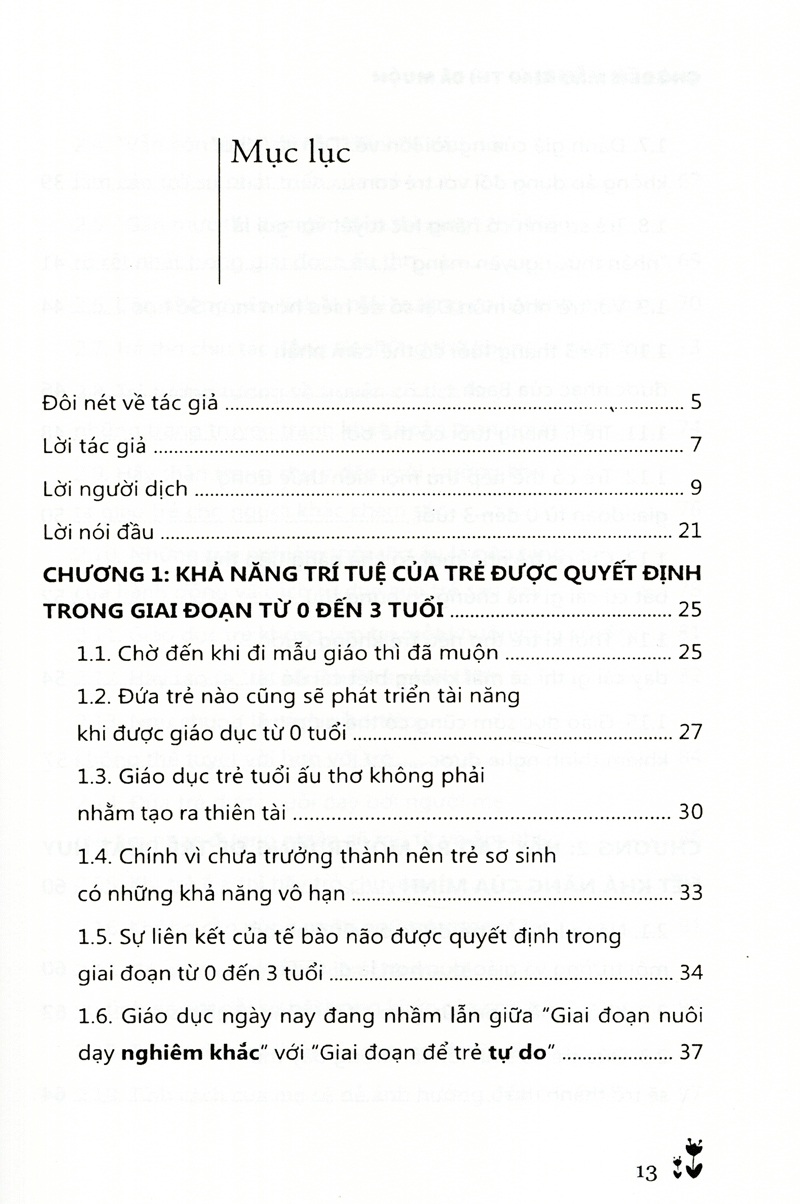 Mục lục
Đôi nét về tác giả ........ 5
Lời tác giả ........ 7
Lời người dịch ........ 9
Lời nói đầu ........ 21
CHƯƠNG 1: KHẢ NĂNG TRÍ TUỆ CỦA TRẺ ĐƯỢC QUYẾT ĐỊNH
TRONG GIAI ĐOẠN TỪ 0 ĐẾN 3 TUỔI ........ 25
1.1. Chờ đến khi đi mẫu giáo thì đã muộn ........ 25
1.2. Đứa trẻ nào cũng sẽ phát triển tài năng
khi được giáo dục từ 0 tuổi ........ 27
1.3. Giáo dục trẻ tuổi ấu thơ không phải
nhằm tạo ra thiên tài ........ 30
1.4. Chính vì chưa trưởng thành nên trẻ sơ sinh
có những khả năng vô hạn ........ 33
1.5. Sự liên kết của tế bào não được quyết định trong
giai đoạn từ 0 đến 3 tuổi ........ 34
1.6. Giáo dục ngày nay đang nhầm lẫn giữa “Giai đoạn nuôi
dạy nghiêm khắc” với “Giai đoạn để trẻ tự do” ........ 37
13